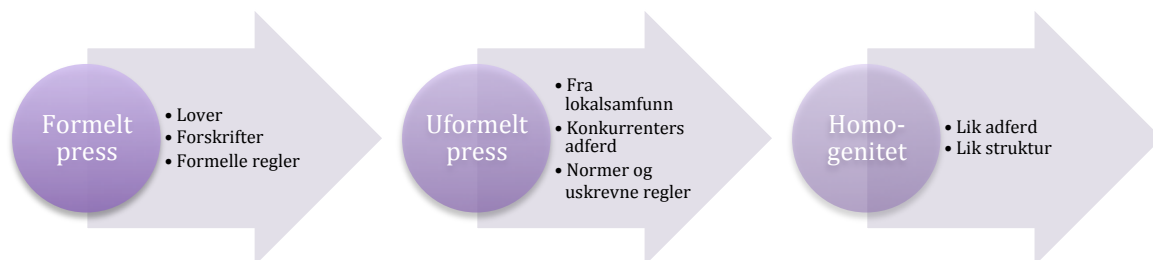 Formelt
press
• Lover
• Forskrifter
• Formelle regler
Uformelt
press
• Fra
lokalsamfunn
• Konkurrenters
adferd
• Normer og
uskrevne regler
Homo-
genitet
• Lik adferd
• Lik struktur